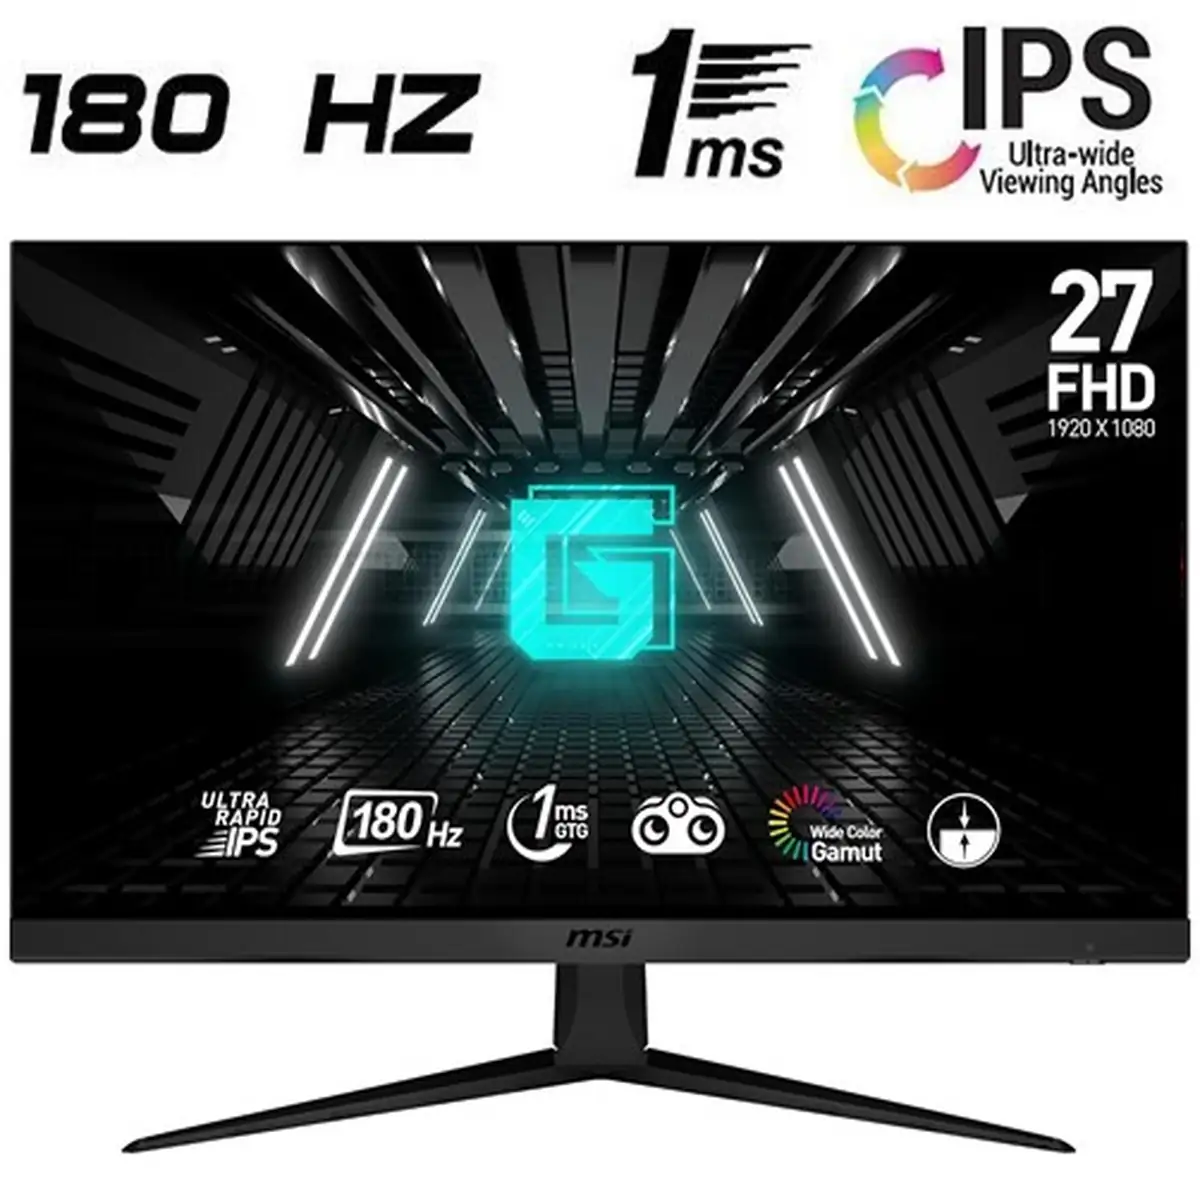 180 HZ
1ms
IPS
Ultra-wide
Viewing Angles
27
FHD
1920 X 1080
ULTRA
RAPID
IPS
180Hz
1ms
GTG
Wide Color
Gamut
msi